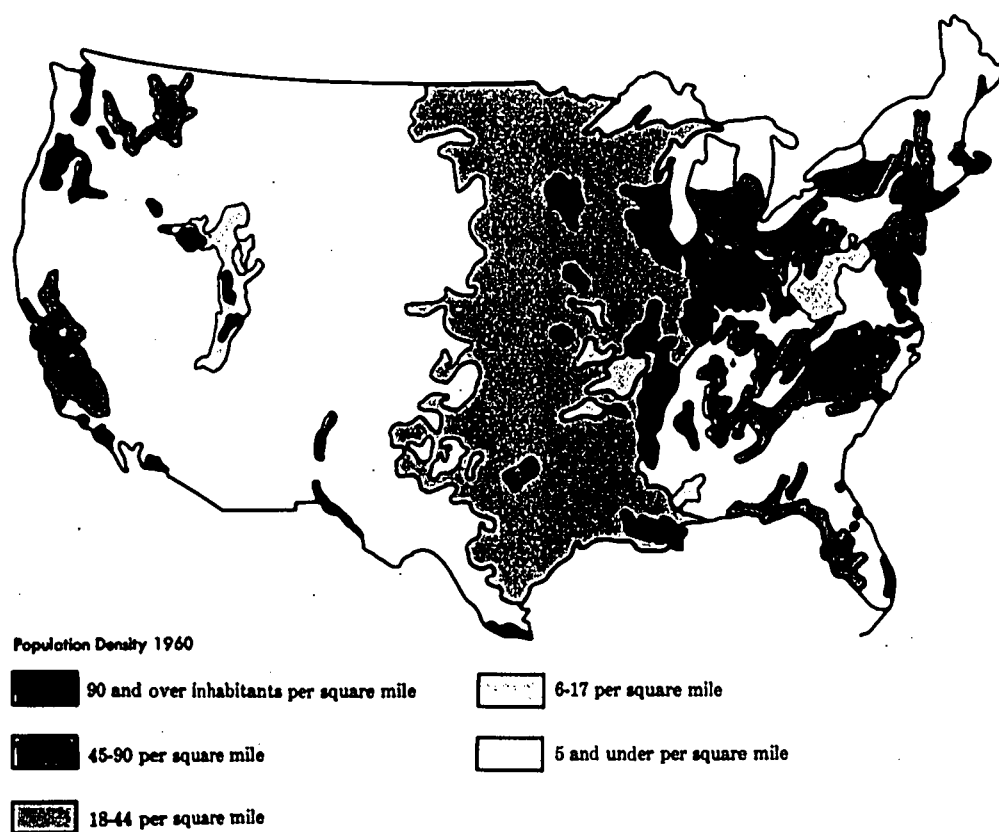 Population Density 1960
90 and over inhabitants per square mile
45-90 per square mile
18-44 per square mile
6-17 per square mile
5 and under per square mile